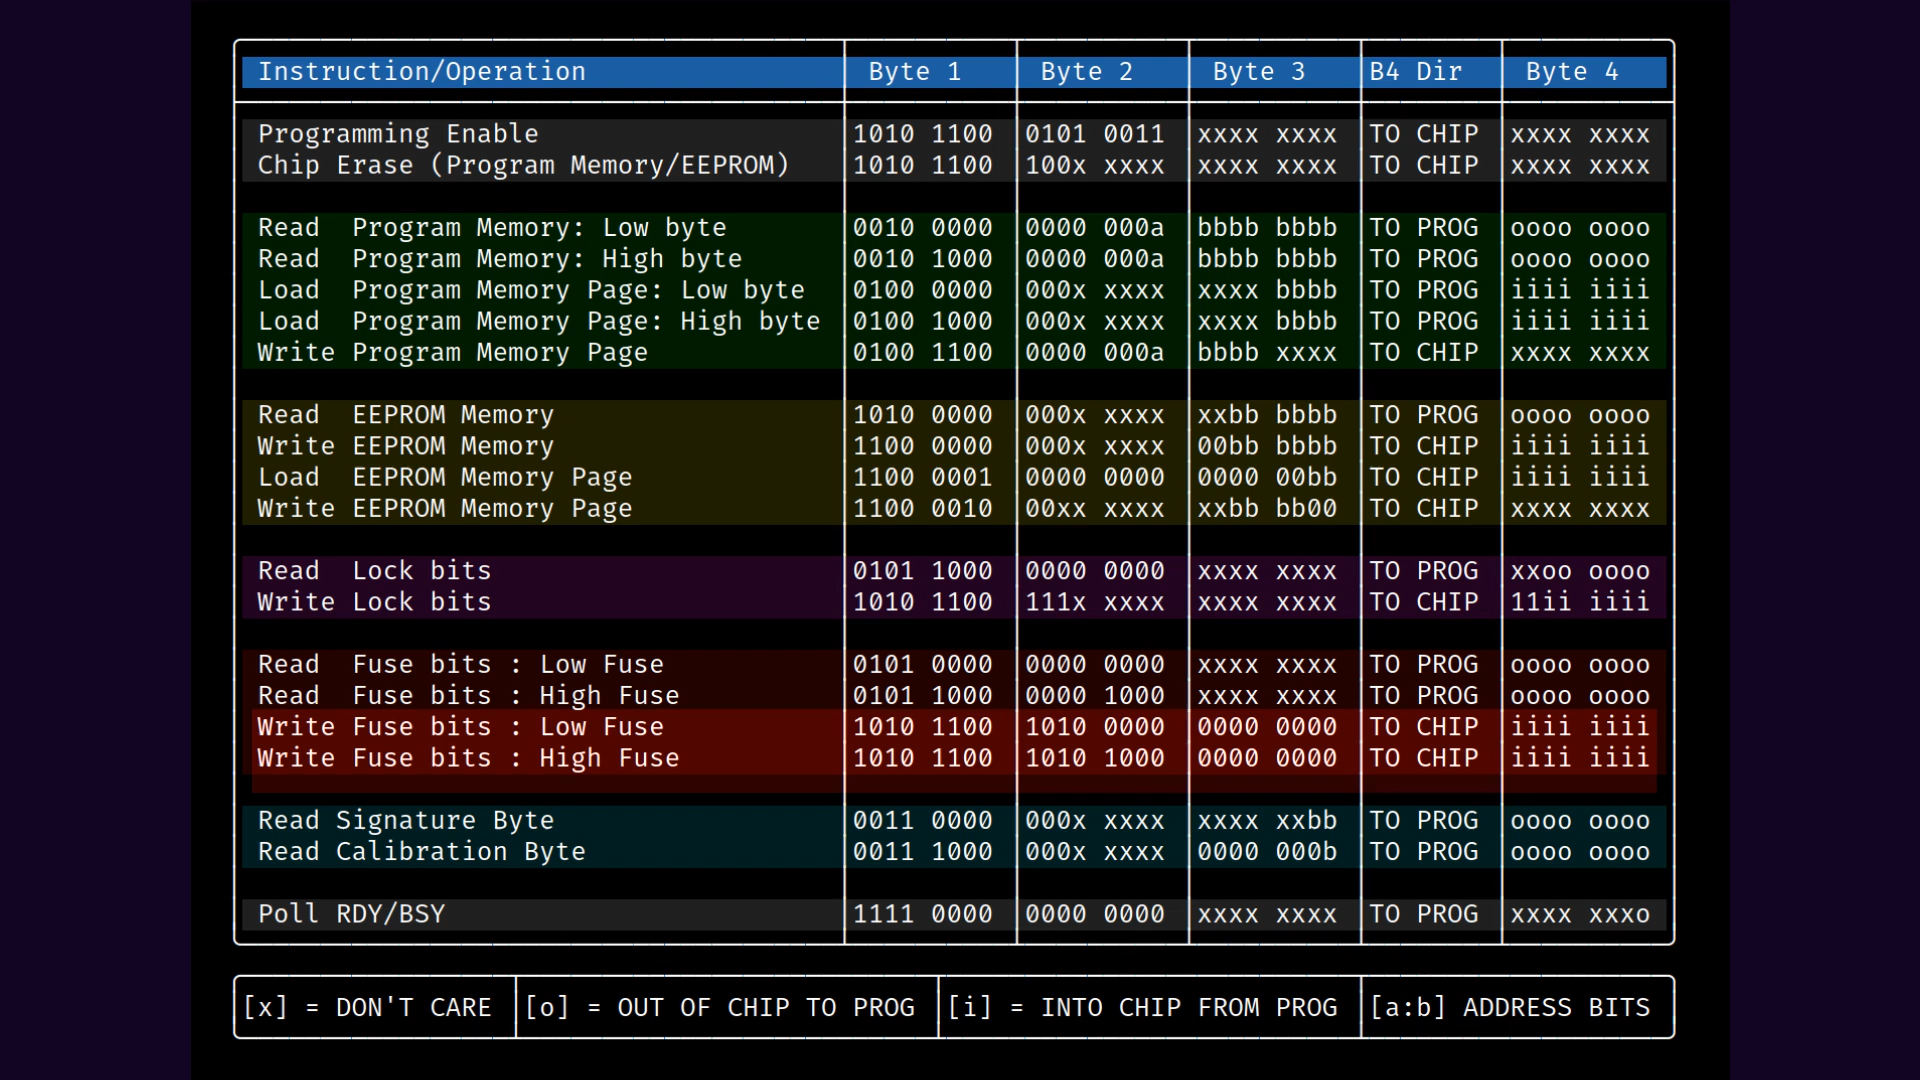 Instruction/Operation Byte 1 Byte 2 Byte 3 B4 Dir Byte 4
Programming Enable 1010 1100 0101 0011 xxxx xxxx TO CHIP xxxx xxxx
Chip Erase (Program Memory/EEPROM) 1010 1100 100x xxxx xxxx xxxx TO CHIP xxxx xxxx
Read Program Memory: Low byte 0010 0000 0000 000a bbbb bbbb TO PROG oooo oooo
Read Program Memory: High byte 0010 1000 0000 000a bbbb bbbb TO PROG oooo oooo
Load Program Memory Page: Low byte 0100 0000 000x xxxx xxxx bbbb TO PROG iiii iiii
Load Program Memory Page: High byte 0100 1000 000x xxxx xxxx bbbb TO PROG iiii iiii
Write Program Memory Page 0100 1100 0000 000a bbbb xxxx TO CHIP xxxx xxxx
Read EEPROM Memory 1010 0000 000x xxxx xxbb bbbb TO PROG oooo oooo
Write EEPROM Memory 1100 0000 000x xxxx 00bb bbbb TO CHIP iiii iiii
Load EEPROM Memory Page 1100 0001 0000 0000 0000 00bb TO CHIP iiii iiii
Write EEPROM Memory Page 1100 0010 00xx xxxx xxbb bb00 TO CHIP xxxx xxxx
Read Lock bits 0101 1000 0000 0000 xxxx xxxx TO PROG xxoo oooo
Write Lock bits 1010 1100 111x xxxx xxxx xxxx TO CHIP 11ii iiii
Read Fuse bits : Low Fuse 0101 0000 0000 0000 xxxx xxxx TO PROG oooo oooo
Read Fuse bits : High Fuse 0101 1000 0000 1000 xxxx xxxx TO PROG oooo oooo
Write Fuse bits : Low Fuse 1010 1100 1010 0000 0000 0000 TO CHIP iiii iiii
Write Fuse bits : High Fuse 1010 1100 1010 1000 0000 0000 TO CHIP iiii iiii
Read Signature Byte 0011 0000 000x xxxx xxxx xxbb TO PROG oooo oooo
Read Calibration Byte 0011 1000 000x xxxx 0000 000b TO PROG oooo oooo
Poll RDY/BSY 1111 0000 0000 0000 xxxx xxxx TO PROG xxxx xxxo
[x] = DON'T CARE [o] = OUT OF CHIP TO PROG [i] = INTO CHIP FROM PROG [a:b] ADDRESS BITS